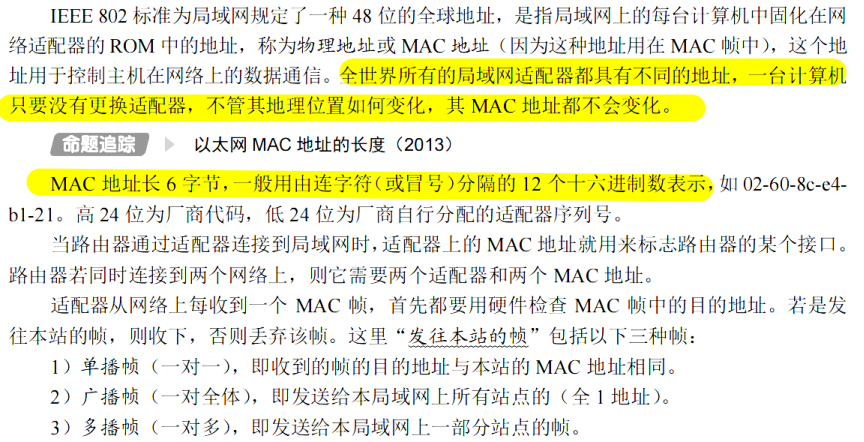 IEEE 802 标准为局域网规定了一种 48 位的全球地址，是指局域网上的每台计算机中固化在网
络适配器的 ROM 中的地址，称为物理地址或 MAC 地址（因为这种地址用在 MAC 帧中），这个地
址用于控制主机在网络上的数据通信。全世界所有的局域网适配器都具有不同的地址，一台计算机
只要没有更换适配器，不管其地理位置如何变化，其 MAC 地址都不会变化。
命题追踪 以太网 MAC 地址的长度（2013）
MAC 地址长 6 字节，一般用由连字符（或冒号）分隔的 12 个十六进制数表示，如 02-60-8c-e4-
b1-21。高 24 位为厂商代码，低 24 位为厂商自行分配的适配器序列号。
当路由器通过适配器连接到局域网时，适配器上的 MAC 地址就用来标志路由器的某个接口。
路由器若同时连接到两个网络上，则它需要两个适配器和两个 MAC 地址。
适配器从网络上每收到一个 MAC 帧，首先都要用硬件检查 MAC 帧中的目的地址。若是发
往本站的帧，则收下，否则丢弃该帧。这里“发往本站的帧”包括以下三种帧：
1）单播帧（一对一），即收到的帧的目的地址与本站的 MAC 地址相同。
2）广播帧（一对全体），即发送给本局域网上所有站点的（全 1 地址）。
3）多播帧（一对多），即发送给本局域网上一部分站点的帧。